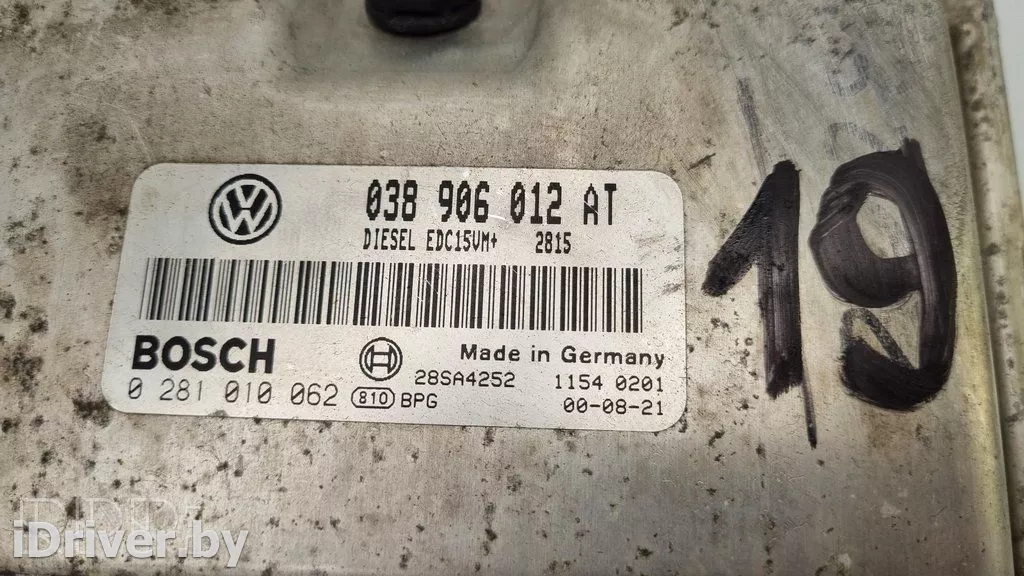 038 906 012 AT
DIESEL EDC15VM+ 2815
BOSCH
Made in Germany
0 281 010 062 810 BPG 28SA4252 1154 0201
00-08-21
19
iDriver.by